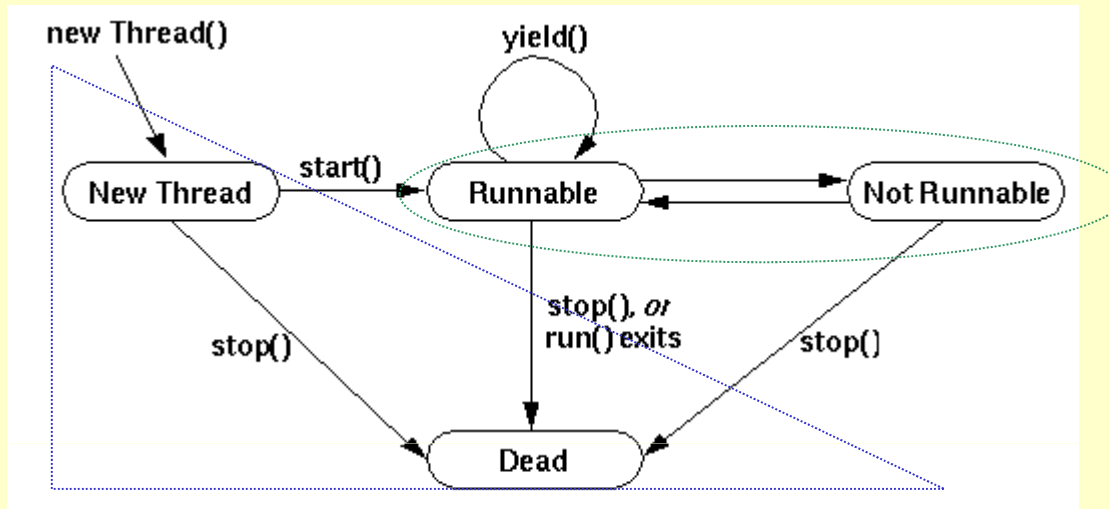 new Thread()
yield()
start()
New Thread
Runnable
Not Runnable
stop()
stop(), or
run() exits
stop()
Dead